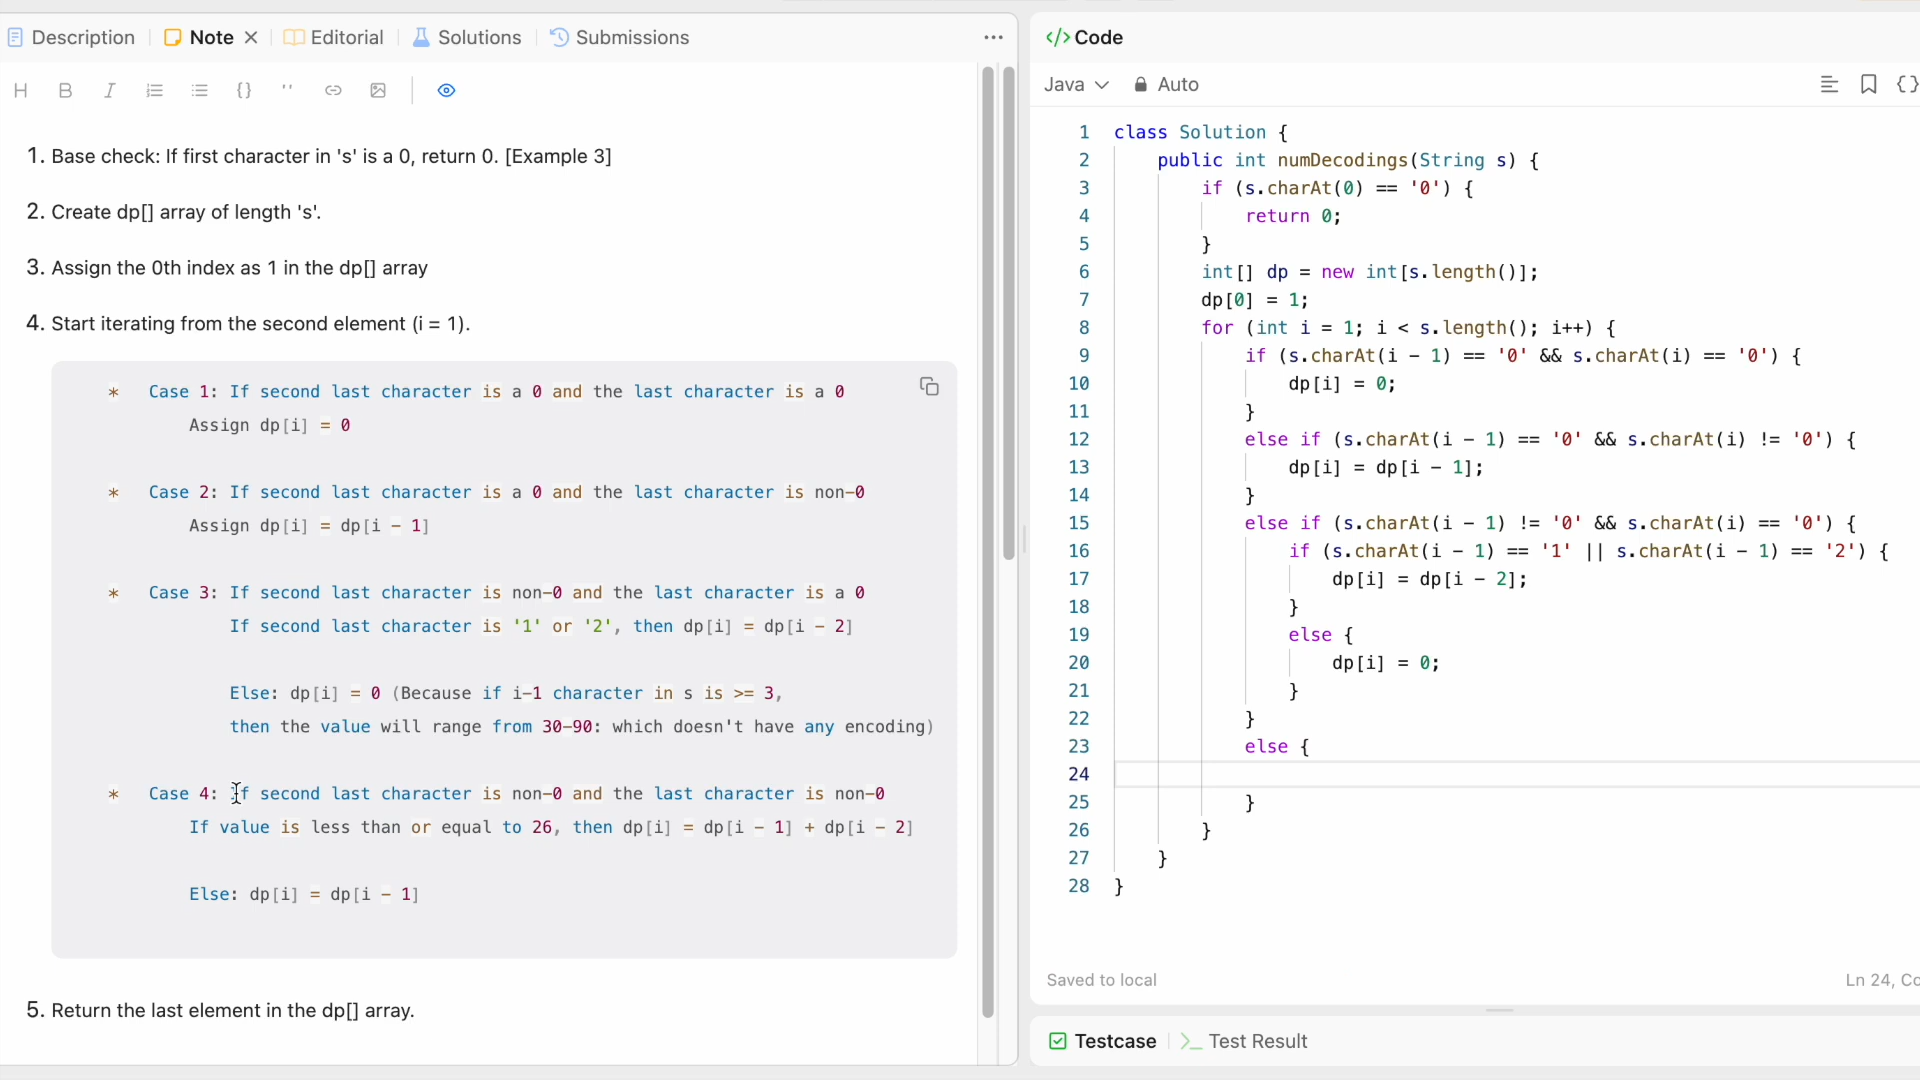 Description
Note
Editorial
Solutions
Submissions
1. Base check: If first character in 's' is a 0, return 0. [Example 3]
2. Create dp[] array of length 's'.
3. Assign the 0th index as 1 in the dp[] array
4. Start iterating from the second element (i = 1).
* Case 1: If second last character is a 0 and the last character is a 0
Assign dp[i] = 0
* Case 2: If second last character is a 0 and the last character is non-0
Assign dp[i] = dp[i - 1]
* Case 3: If second last character is non-0 and the last character is a 0
If second last character is '1' or '2', then dp[i] = dp[i - 2]
Else: dp[i] = 0 (Because if i-1 character in s is >= 3,
then the value will range from 30-90: which doesn't have any encoding)
* Case 4: If second last character is non-0 and the last character is non-0
If value is less than or equal to 26, then dp[i] = dp[i - 1] + dp[i - 2]
Else: dp[i] = dp[i - 1]
5. Return the last element in the dp[] array.
</> Code
Java
Auto
1 class Solution {
2 public int numDecodings(String s) {
3 if (s.charAt(0) == '0') {
4 return 0;
5 }
6 int[] dp = new int[s.length()];
7 dp[0] = 1;
8 for (int i = 1; i < s.length(); i++) {
9 if (s.charAt(i - 1) == '0' && s.charAt(i) == '0') {
10 dp[i] = 0;
11 }
12 else if (s.charAt(i - 1) == '0' && s.charAt(i) != '0') {
13 dp[i] = dp[i - 1];
14 }
15 else if (s.charAt(i - 1) != '0' && s.charAt(i) == '0') {
16 if (s.charAt(i - 1) == '1' || s.charAt(i - 1) == '2') {
17 dp[i] = dp[i - 2];
18 }
19 else {
20 dp[i] = 0;
21 }
22 }
23 else {
24
25 }
26 }
27 }
28 }
Saved to local
Ln 24, Co
Testcase
Test Result